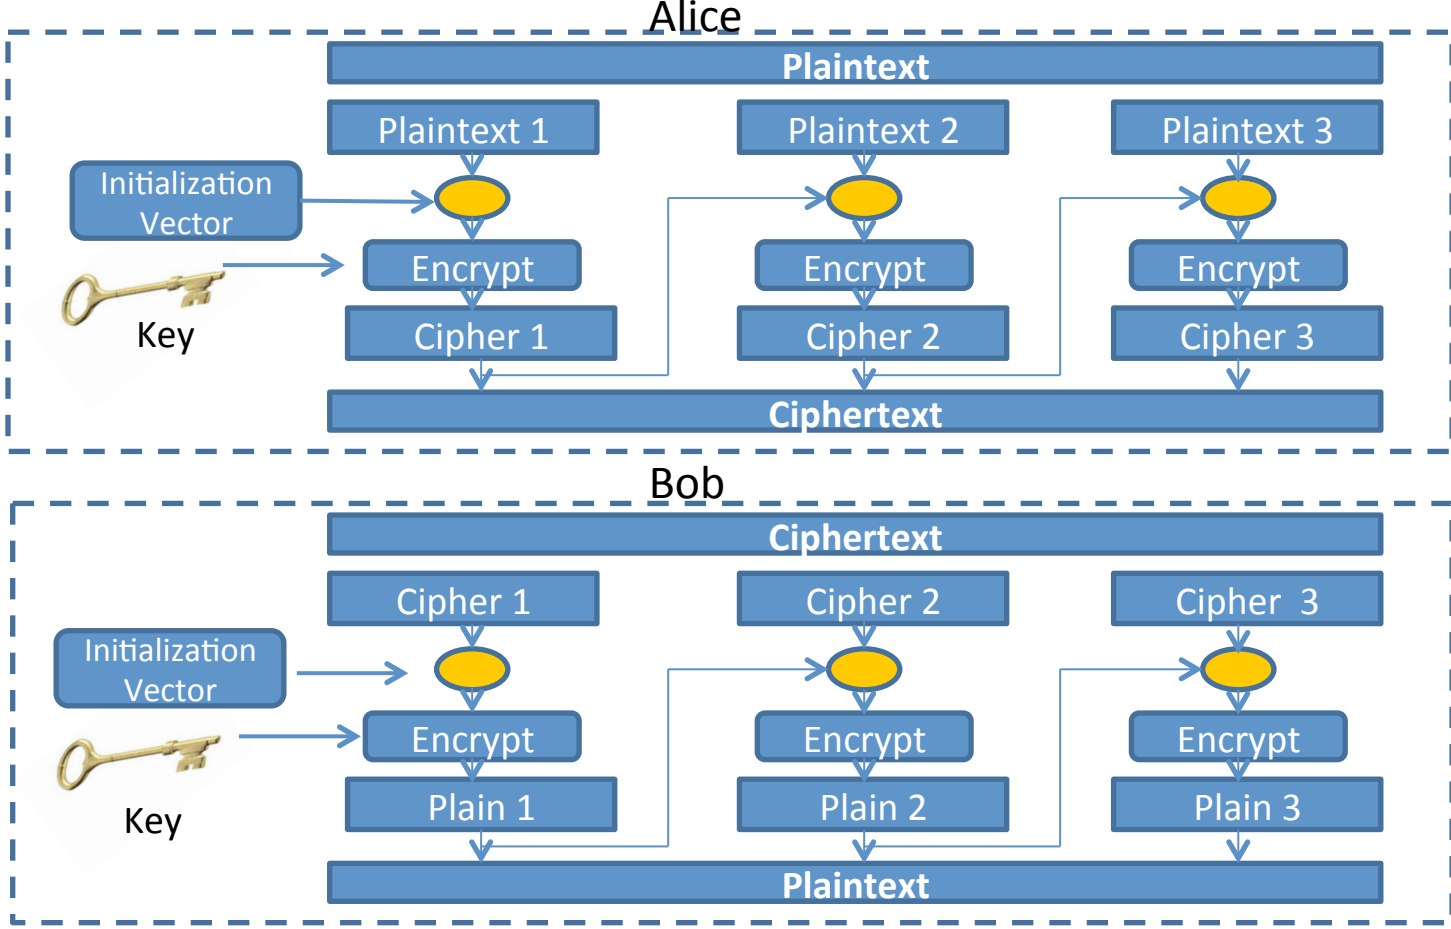 Alice
Plaintext
Plaintext 1
Plaintext 2
Plaintext 3
Initialization
Vector
Encrypt
Encrypt
Encrypt
Key
Cipher 1
Cipher 2
Cipher 3
Ciphertext
Bob
Ciphertext
Cipher 1
Cipher 2
Cipher 3
Initialization
Vector
Encrypt
Encrypt
Encrypt
Key
Plain 1
Plain 2
Plain 3
Plaintext